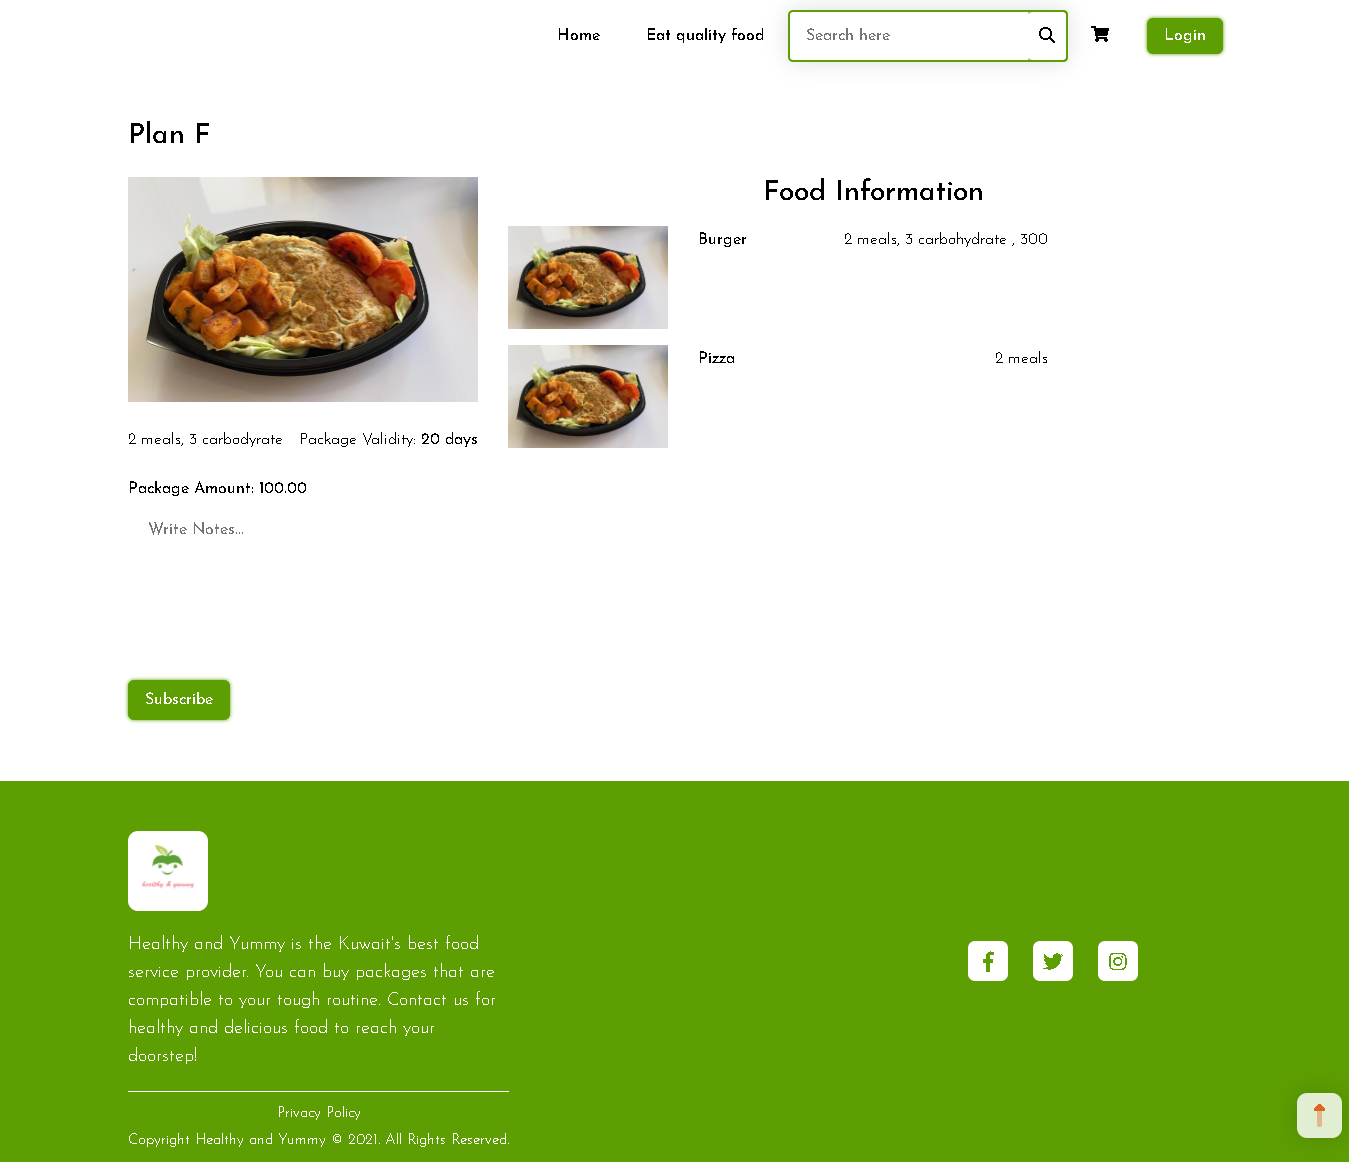 Home
Eat quality food
Search here
Login
Plan F
Food Information
Burger
2 meals, 3 carbohydrate , 300
Pizza
2 meals
2 meals, 3 carbodyrate
Package Validity: 20 days
Package Amount: 100.00
Write Notes...
Subscribe
healthy & yummy
Healthy and Yummy is the Kuwait's best food
service provider. You can buy packages that are
compatible to your tough routine. Contact us for
healthy and delicious food to reach your
doorstep!
Privacy Policy
Copyright Healthy and Yummy © 2021. All Rights Reserved.